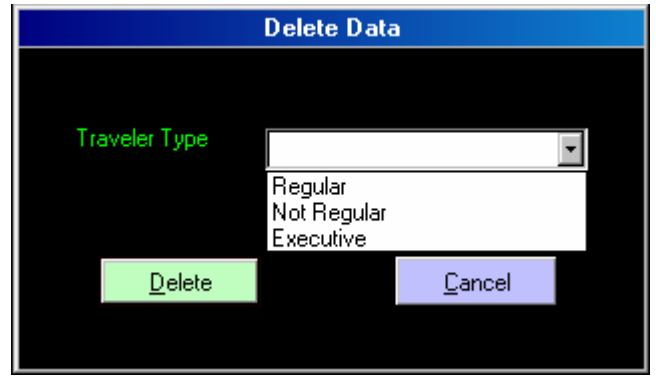 Delete Data
Traveler Type
Regular
Not Regular
Executive
Delete
Cancel